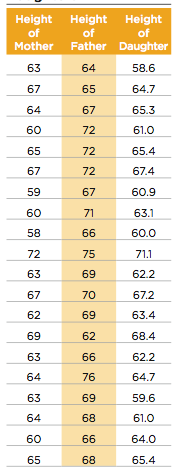 Height Height Height
of of of
Mother Father Daughter
63 64 58.6
67 65 64.7
64 67 65.3
60 72 61.0
65 72 65.4
67 72 67.4
59 67 60.9
60 71 63.1
58 66 60.0
72 75 71.1
63 69 62.2
67 70 67.2
62 69 63.4
69 62 68.4
63 66 62.2
64 76 64.7
63 69 59.6
64 68 61.0
60 66 64.0
65 68 65.4